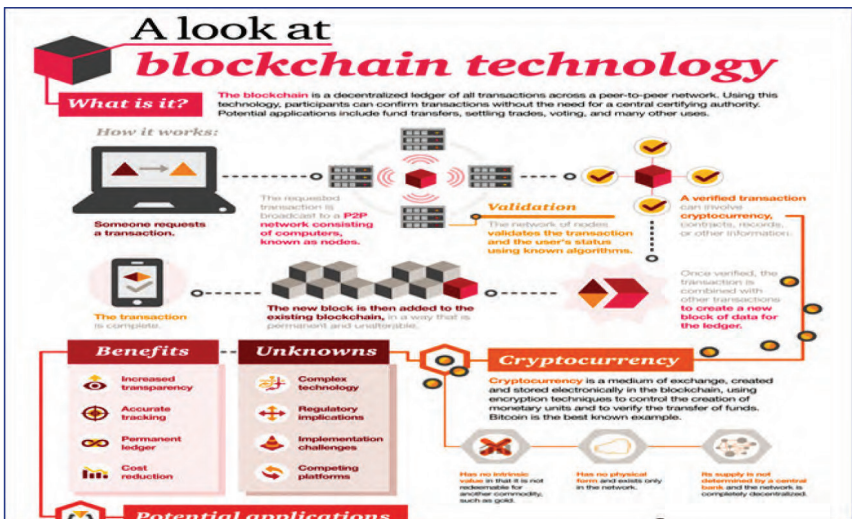 A look at
blockchain technology
What is it?
The blockchain is a decentralized ledger of all transactions across a peer-to-peer network. Using this
technology, participants can confirm transactions without the need for a central certifying authority.
Potential applications include fund transfers, settling trades, voting, and many other uses.
How it works:
Someone requests
a transaction.
The requested
transaction is
broadcast to a P2P
network consisting
of computers,
known as nodes.
Validation
The network of nodes
validates the transaction
and the user's status
using known algorithms.
A verified transaction
can involve
cryptocurrency,
contracts, records,
or other information.
Once verified, the
transaction is
combined with
other transactions
to create a new
block of data for
the ledger.
The new block is then added to the
existing blockchain, in a way that is
permanent and unalterable.
The transaction
is complete.
Benefits
Increased
transparency
Accurate
tracking
Permanent
ledger
Cost
reduction
Unknowns
Complex
technology
Regulatory
implications
Implementation
challenges
Competing
platforms
Cryptocurrency
Cryptocurrency is a medium of exchange, created
and stored electronically in the blockchain, using
encryption techniques to control the creation of
monetary units and to verify the transfer of funds.
Bitcoin is the best known example.
Has no intrinsic
value in that it is not
redeemable for
another commodity,
such as gold.
Has no physical
form and exists only
in the network.
Its supply is not
determined by a central
bank and the network is
completely decentralized.
Potential applications